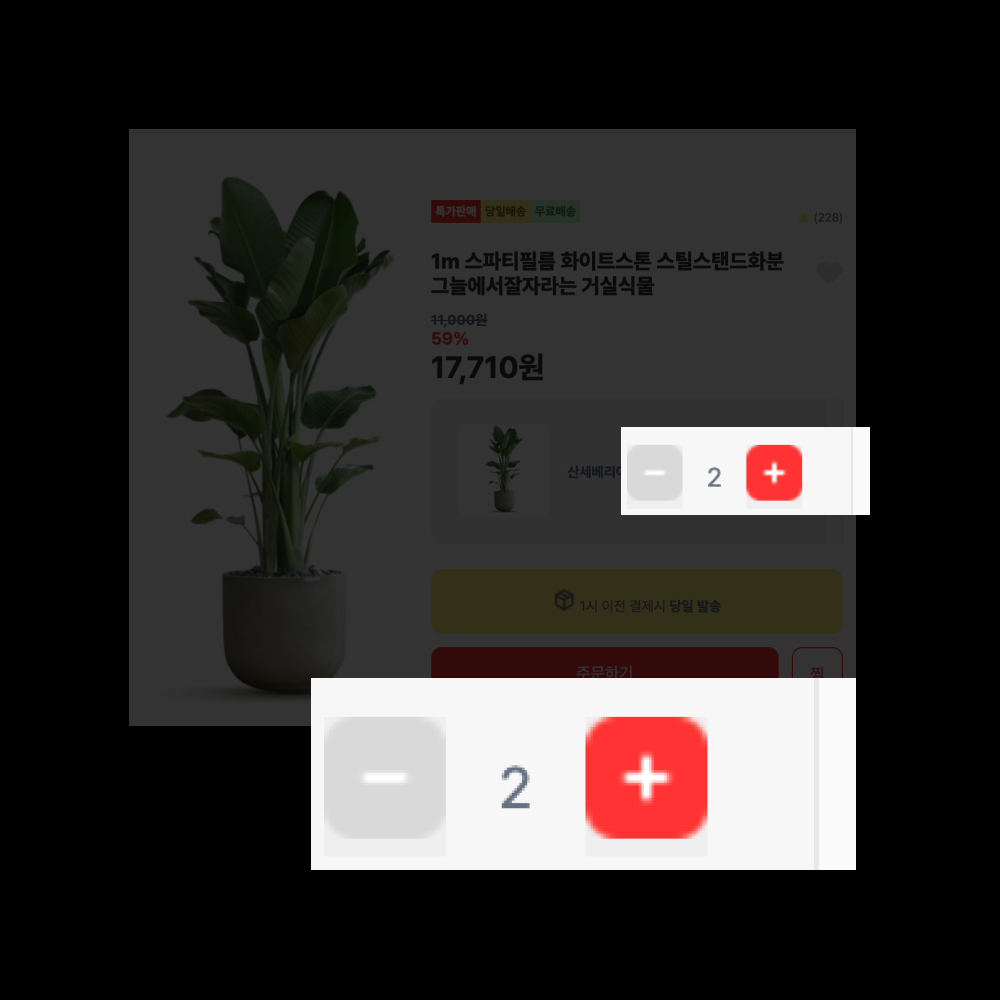 특가판매 당일배송 무료배송
(228)
1m 스파티필름 화이트스톤 스틸스탠드화분
그늘에서잘자라는 거실식물
11,000원
59%
17,710원
산세베리아
− 2 +
1시 이전 결제시 당일 발송
주문하기
찜
− 2 +